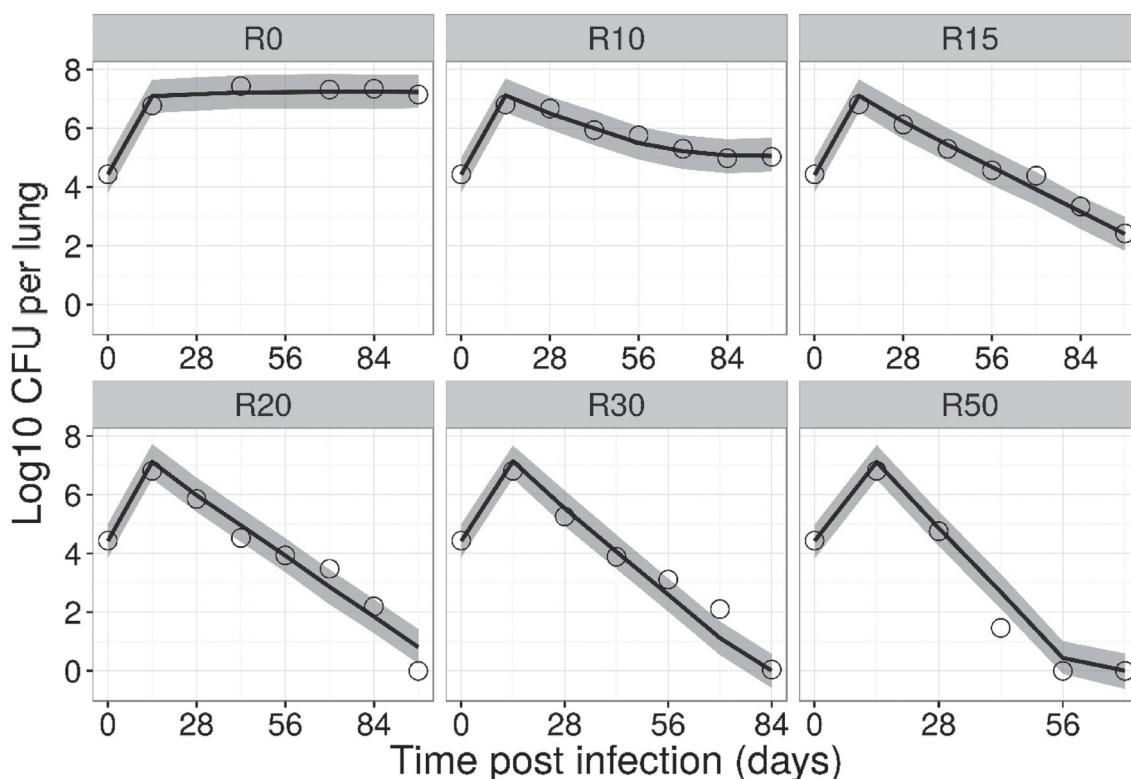 R0 R10 R15
8
6
4
2
0
0 28 56 84 0 28 56 84 0 28 56 84
R20 R30 R50
8
6
4
2
0
0 28 56 84 0 28 56 84 0 28 56
Log10 CFU per lung
Time post infection (days)